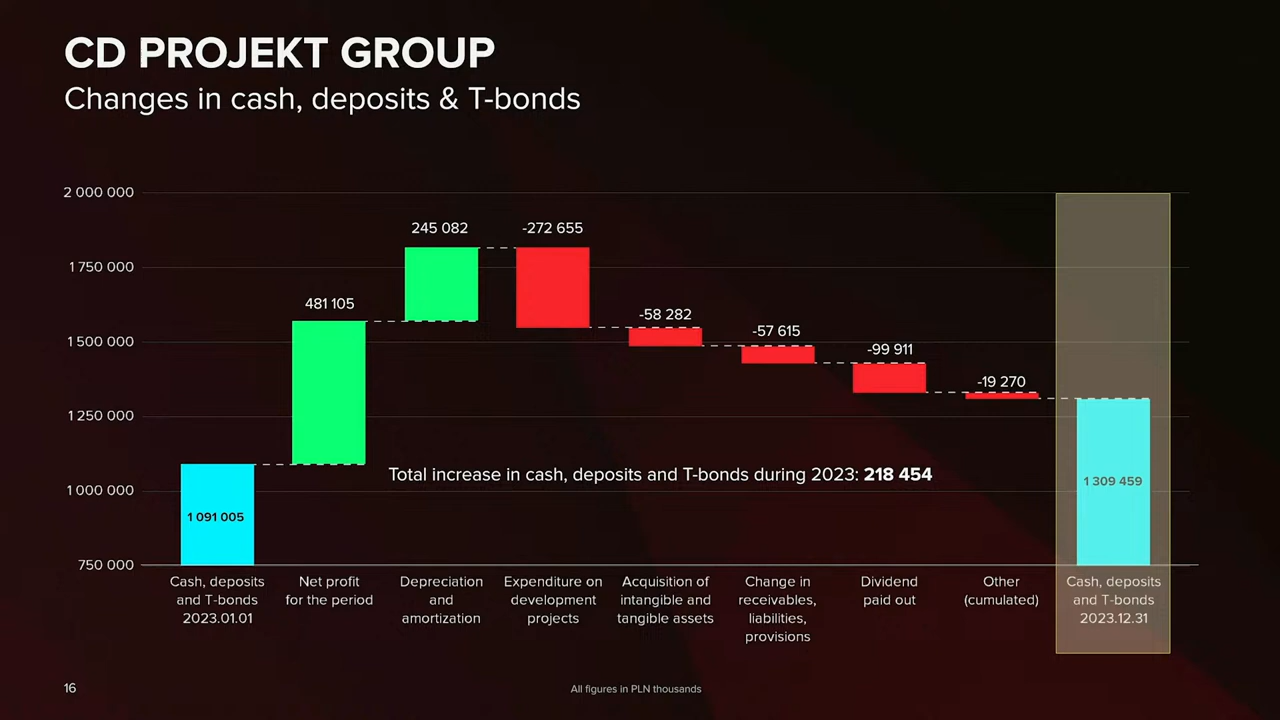 CD PROJEKT GROUP
Changes in cash, deposits & T-bonds
2 000 000
1 750 000
1 500 000
1 250 000
1 000 000
750 000
1 091 005
481 105
245 082
-272 655
-58 282
-57 615
-99 911
-19 270
1 309 459
Total increase in cash, deposits and T-bonds during 2023: 218 454
Cash, deposits
and T-bonds
2023.01.01
Net profit
for the period
Depreciation
and
amortization
Expenditure on
development
projects
Acquisition of
intangible and
tangible assets
Change in
receivables,
liabilities,
provisions
Dividend
paid out
Other
(cumulated)
Cash, deposits
and T-bonds
2023.12.31
16
All figures in PLN thousands